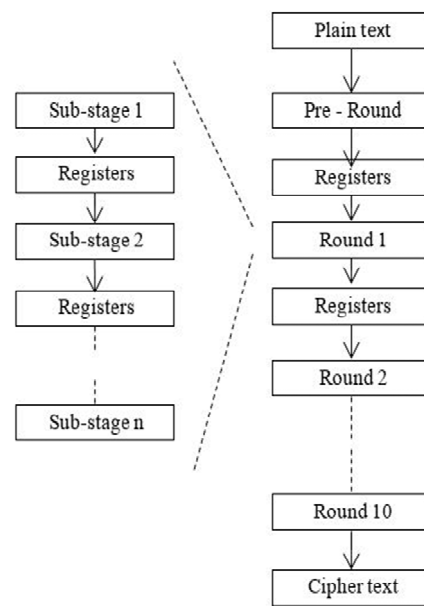 Sub-stage 1
Registers
Sub-stage 2
Registers
Sub-stage n
Plain text
Pre - Round
Registers
Round 1
Registers
Round 2
Round 10
Cipher text